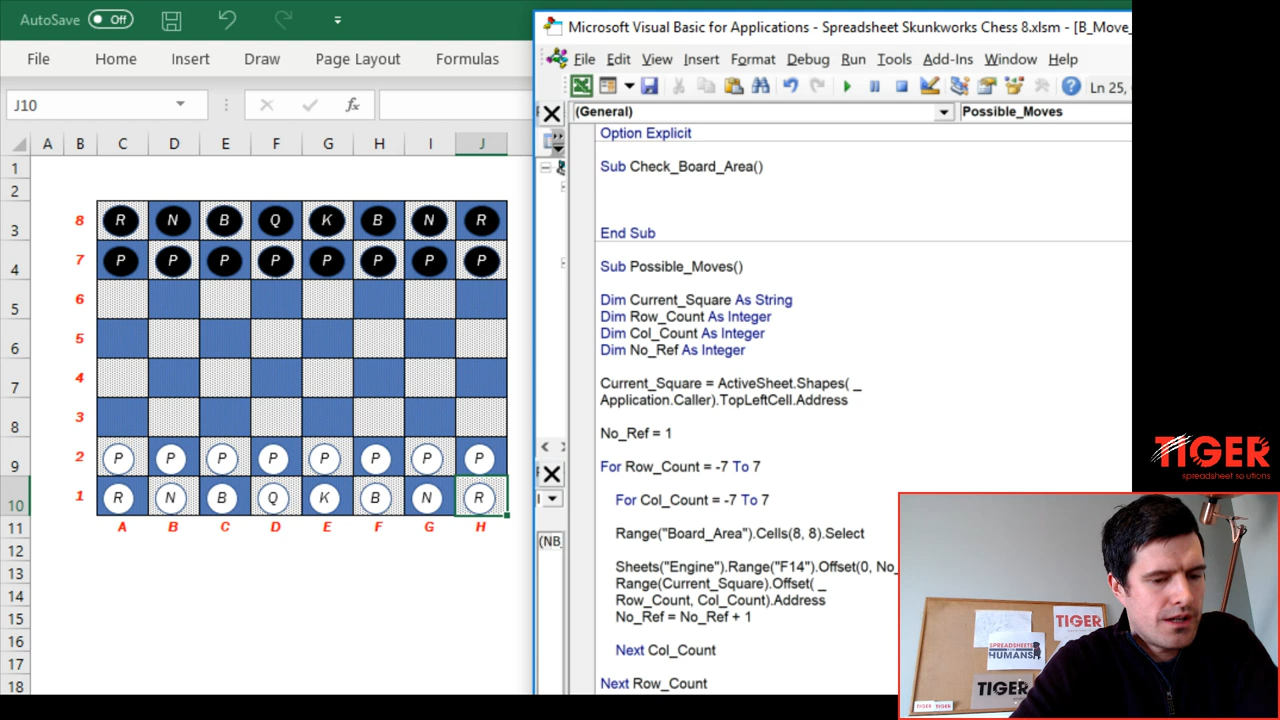 AutoSave Off
File Home Insert Draw Page Layout Formulas
J10
fx
A B C D E F G H I J
1
2
3
4
5
6
7
8
9
10
11
12
13
14
15
16
17
18
8 R N B Q K B N R
7 P P P P P P P P
6
5
4
3
2 P P P P P P P P
1 R N B Q K B N R
A B C D E F G H
Microsoft Visual Basic for Applications - Spreadsheet Skunkworks Chess 8.xlsm - [B_Move_
File Edit View Insert Format Debug Run Tools Add-Ins Window Help
Ln 25,
(General) Possible_Moves
Option Explicit
Sub Check_Board_Area()
End Sub
Sub Possible_Moves()
Dim Current_Square As String
Dim Row_Count As Integer
Dim Col_Count As Integer
Dim No_Ref As Integer
Current_Square = ActiveSheet.Shapes( _
Application.Caller).TopLeftCell.Address
No_Ref = 1
For Row_Count = -7 To 7
For Col_Count = -7 To 7
Range("Board_Area").Cells(8, 8).Select
Sheets("Engine").Range("F14").Offset(0, No_
Range(Current_Square).Offset( _
Row_Count, Col_Count).Address
No_Ref = No_Ref + 1
Next Col_Count
Next Row_Count
(NB_
TIGER
spreadsheet solutions
TIGER
SPREADSHEETS
HUMANS
TIGER